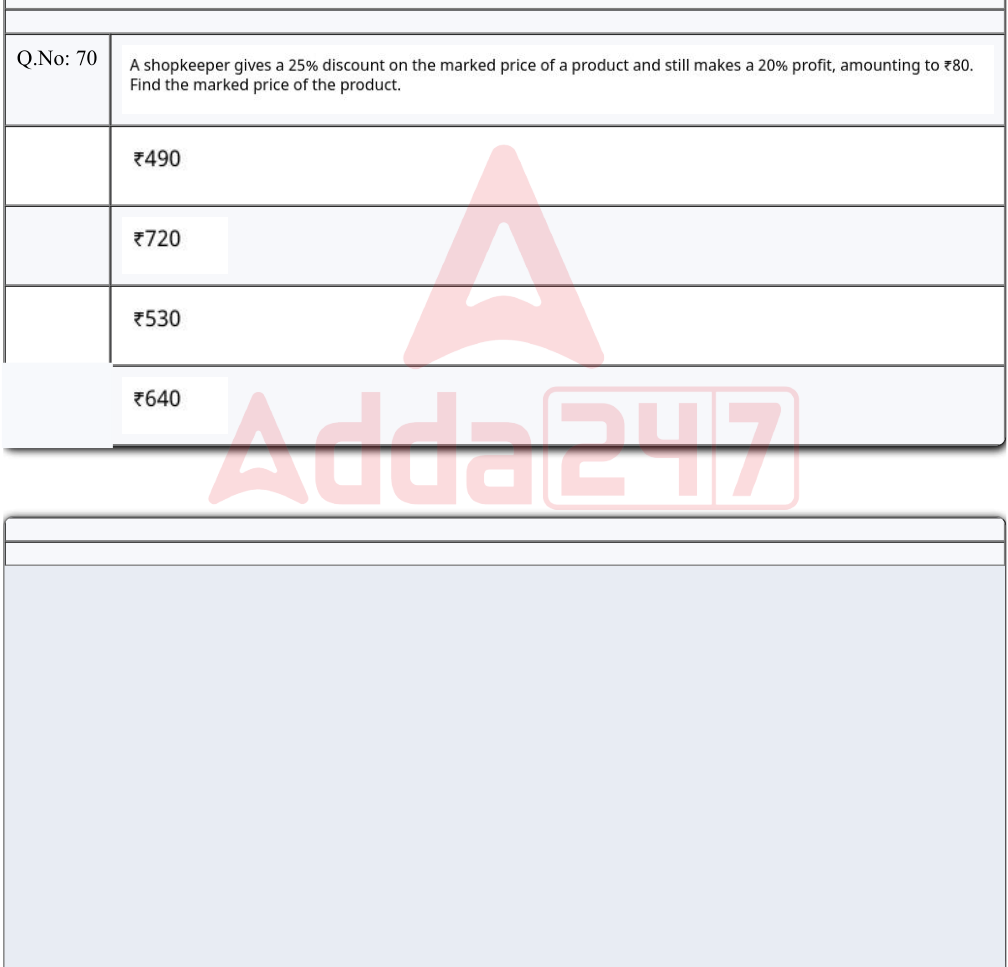 Q.No: 70
A shopkeeper gives a 25% discount on the marked price of a product and still makes a 20% profit, amounting to ₹80.
Find the marked price of the product.
₹490
₹720
₹530
₹640
Adda247